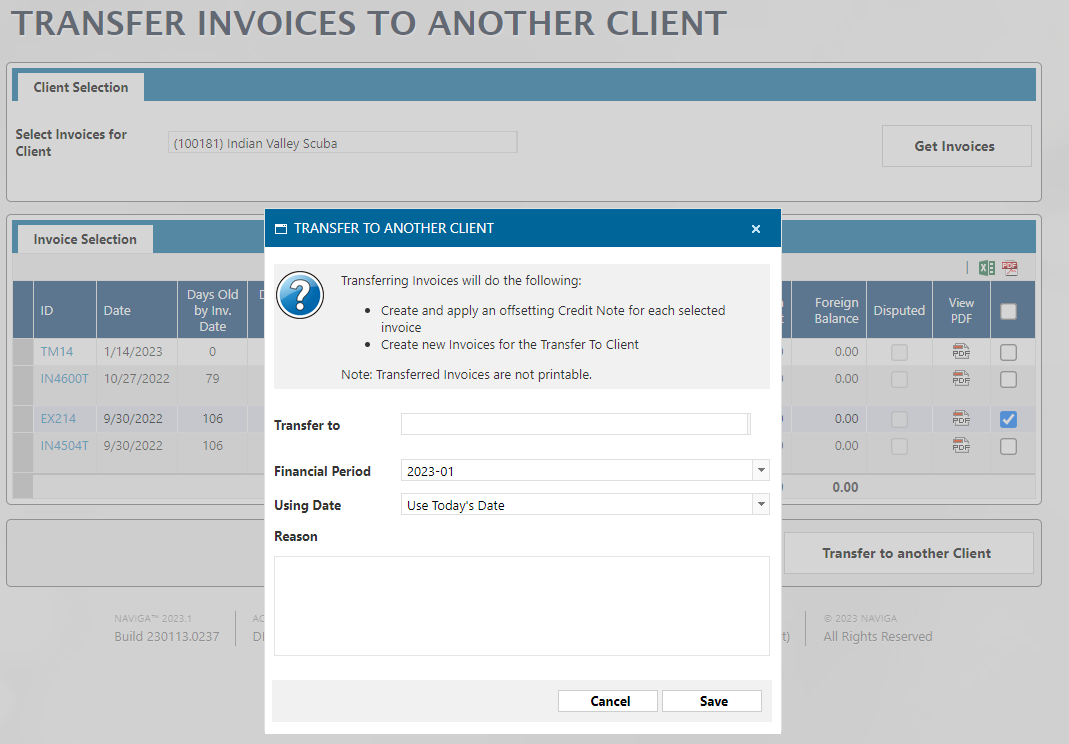 TRANSFER INVOICES TO ANOTHER CLIENT
Client Selection
Select Invoices for
Client
(100181) Indian Valley Scuba
Get Invoices
Invoice Selection
TRANSFER TO ANOTHER CLIENT
Transferring Invoices will do the following:
• Create and apply an offsetting Credit Note for each selected
invoice
• Create new Invoices for the Transfer To Client
Note: Transferred Invoices are not printable.
Transfer to
Financial Period 2023-01
Using Date Use Today's Date
Reason
Cancel Save
ID Date Days Old
by Inv.
Date
Foreign
Balance Disputed View
PDF
TM14 1/14/2023 0 0.00 PDF
IN4600T 10/27/2022 79 0.00 PDF
EX214 9/30/2022 106 0.00 PDF
IN4504T 9/30/2022 106 0.00 PDF
0.00
Transfer to another Client
NAVIGA™ 2023.1
Build 230113.0237
© 2023 NAVIGA
All Rights Reserved